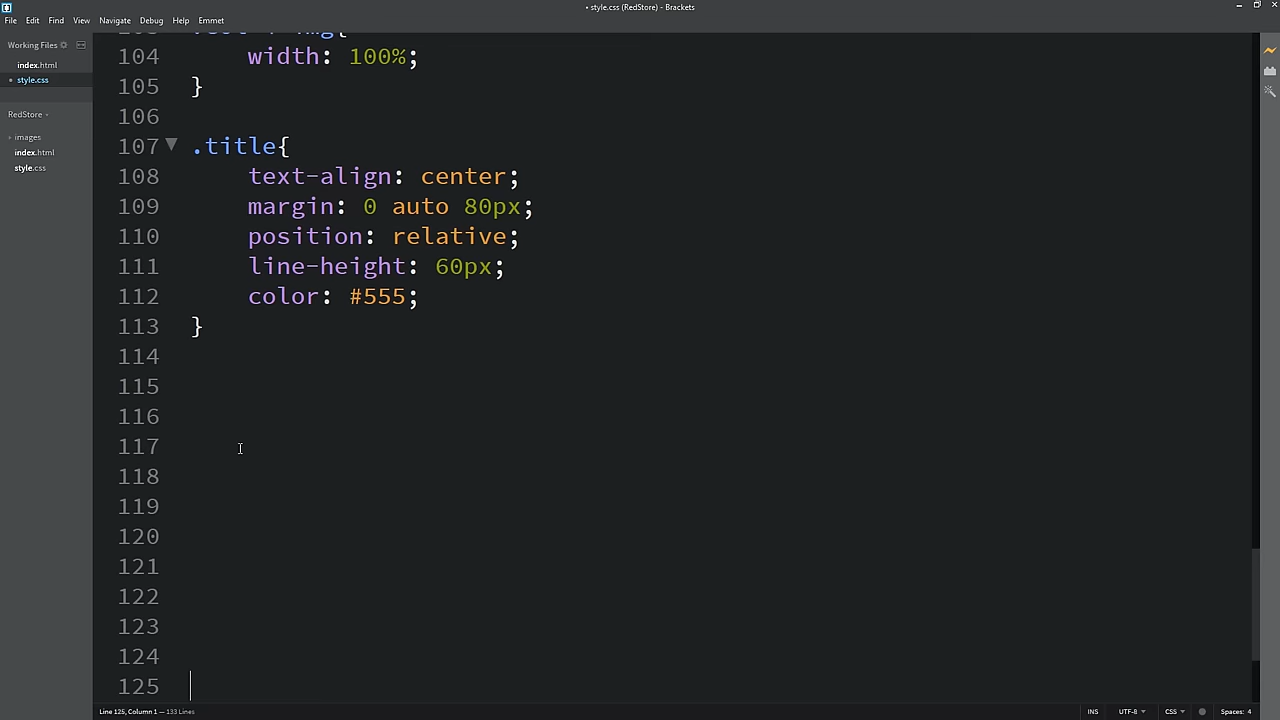 • style.css (RedStore) - Brackets
File Edit Find View Navigate Debug Help Emmet
Working Files
index.html
• style.css
RedStore
images
index.html
style.css
104 width: 100%;
105 }
106
107 .title{
108 text-align: center;
109 margin: 0 auto 80px;
110 position: relative;
111 line-height: 60px;
112 color: #555;
113 }
114
115
116
117
118
119
120
121
122
123
124
125
Line 125, Column 1 — 133 Lines
INS UTF-8 CSS Spaces: 4